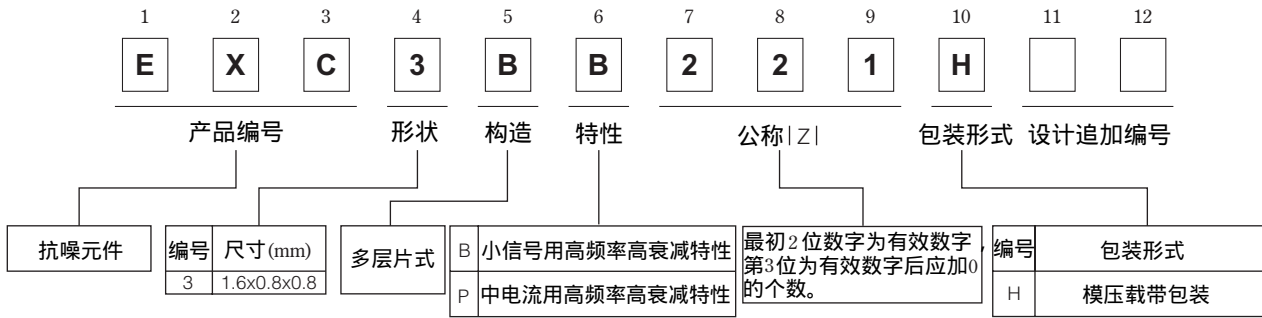 1 2 3 4 5 6 7 8 9 10 11 12
E X C 3 B B 2 2 1 H
产品编号 形状 构造 特性 公称|Z| 包装形式 设计追加编号
抗噪元件
编号 尺寸(mm)
3 1.6x0.8x0.8
多层片式
B 小信号用高频率高衰减特性
P 中电流用高频率高衰减特性
最初2位数字为有效数字，
第3位为有效数字后应加0
的个数。
编号 包装形式
H 模压载带包装